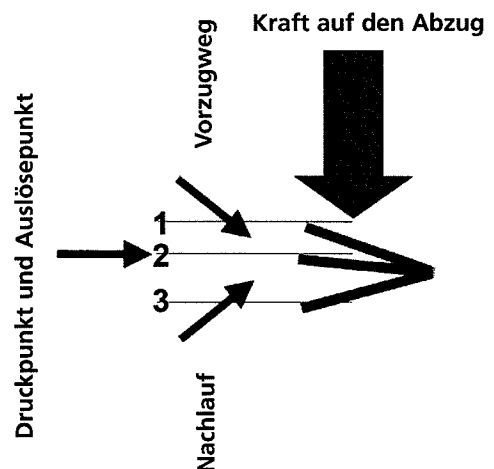 Kraft auf den Abzug
Vorzugweg
Druckpunkt und Auslösepunkt
1
2
3
Nachlauf